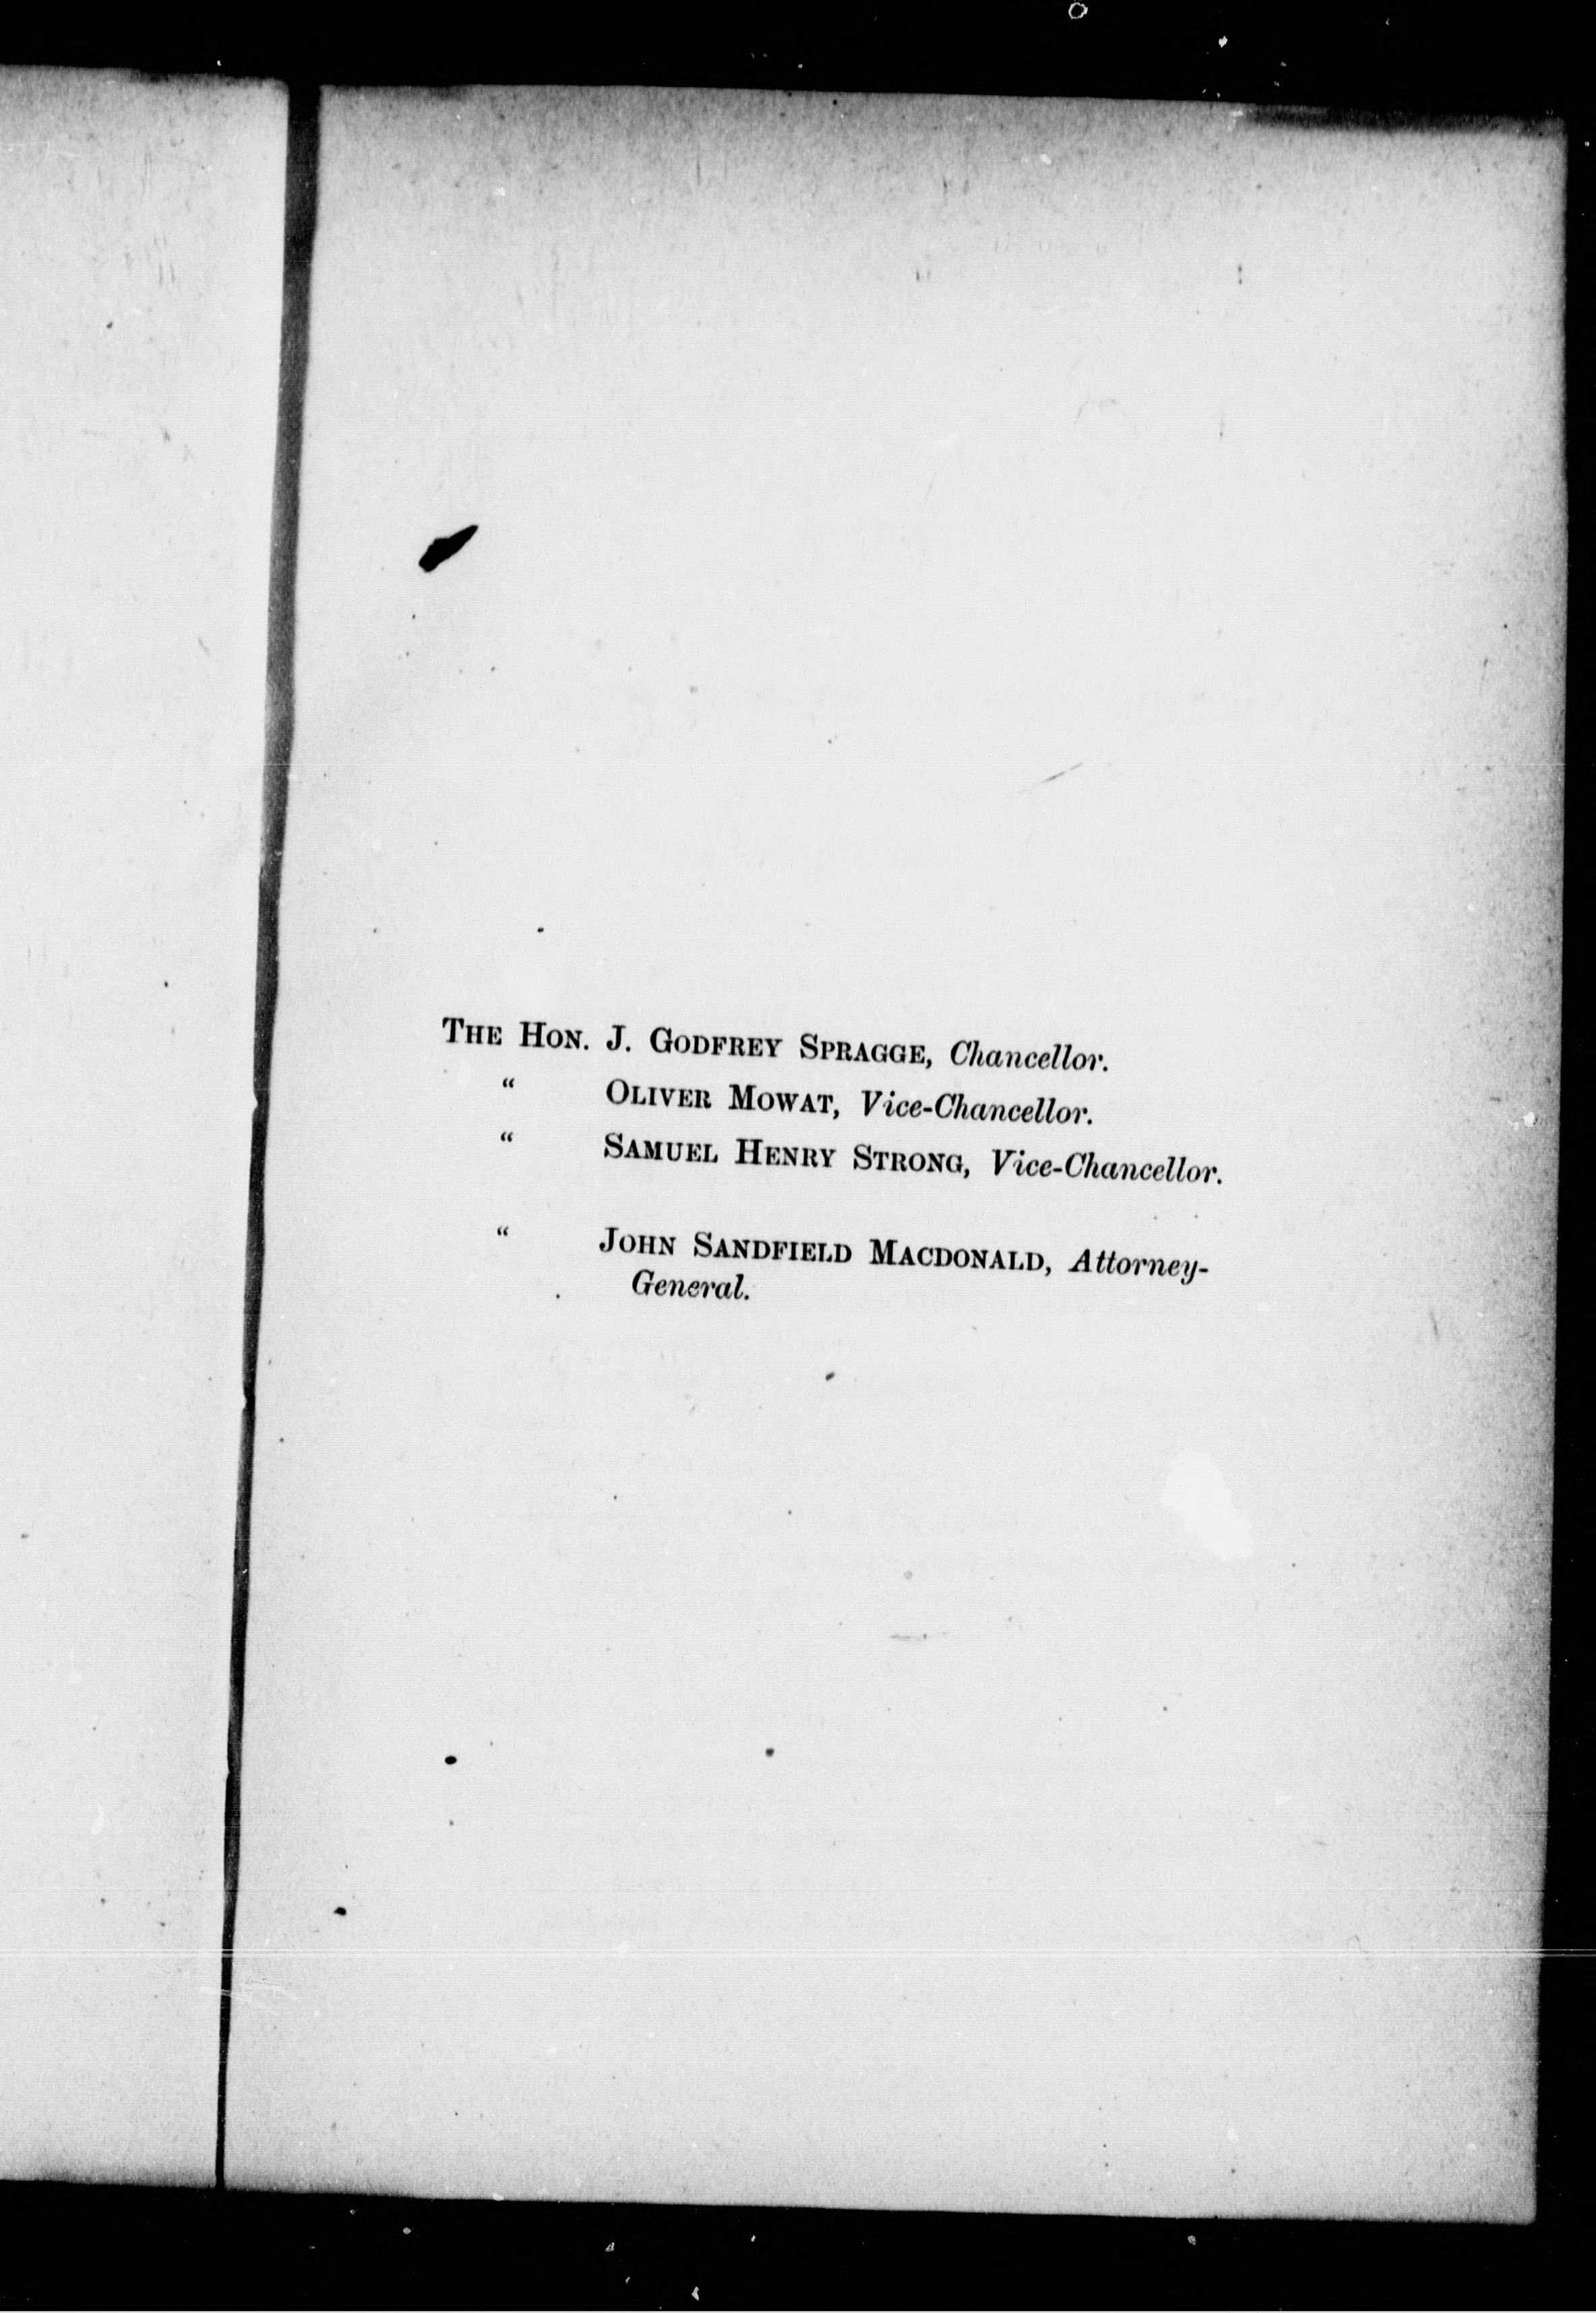 THE HON. J. GODFREY SPRAGGE, Chancellor.
“ OLIVER MOWAT, Vice-Chancellor.
“ SAMUEL HENRY STRONG, Vice-Chancellor.
“ JOHN SANDFIELD MACDONALD, Attorney-
General.